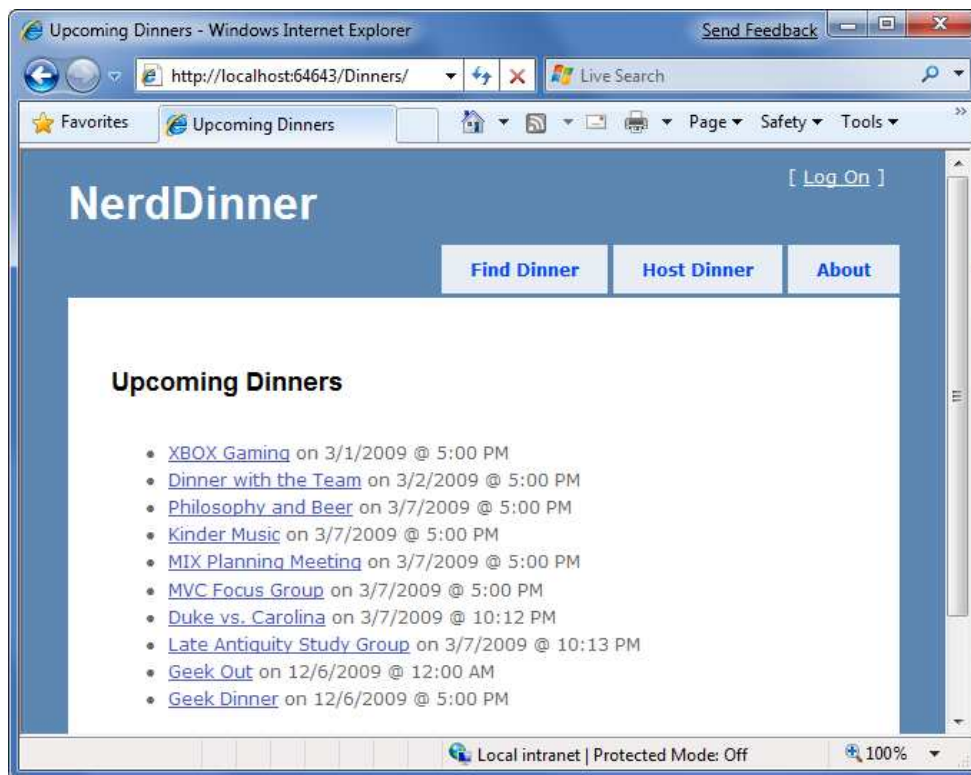 Upcoming Dinners - Windows Internet Explorer Send Feedback
http://localhost:64643/Dinners/ Live Search
Favorites Upcoming Dinners Page Safety Tools »
[ Log On ]
NerdDinner
Find Dinner Host Dinner About
Upcoming Dinners
• XBOX Gaming on 3/1/2009 @ 5:00 PM
• Dinner with the Team on 3/2/2009 @ 5:00 PM
• Philosophy and Beer on 3/7/2009 @ 5:00 PM
• Kinder Music on 3/7/2009 @ 5:00 PM
• MIX Planning Meeting on 3/7/2009 @ 5:00 PM
• MVC Focus Group on 3/7/2009 @ 5:00 PM
• Duke vs. Carolina on 3/7/2009 @ 10:12 PM
• Late Antiquity Study Group on 3/7/2009 @ 10:13 PM
• Geek Out on 12/6/2009 @ 12:00 AM
• Geek Dinner on 12/6/2009 @ 5:00 PM
Local intranet | Protected Mode: Off 100%